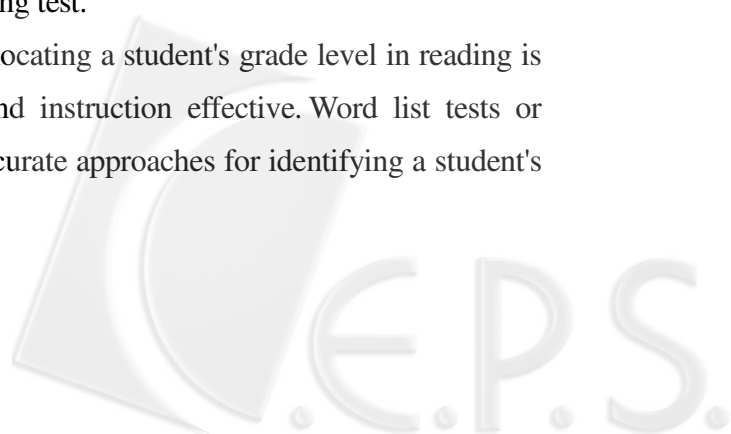 ng test.
ocating a student's grade level in reading is
nd instruction effective. Word list tests or
curate approaches for identifying a student's
C.E.P.S.